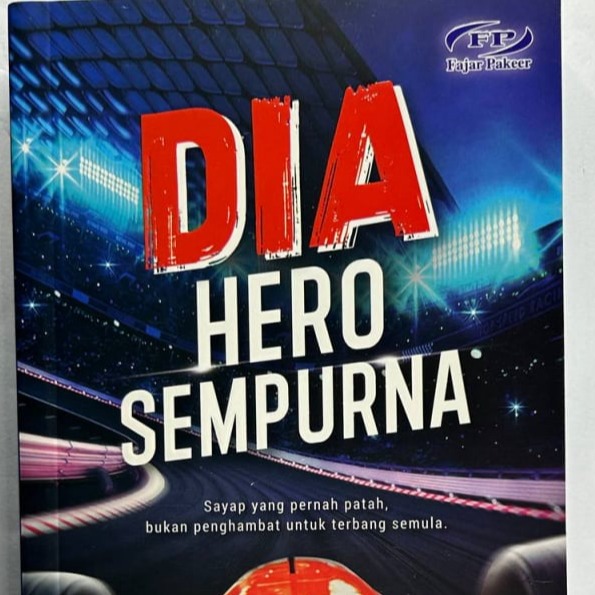 FP
Fajar Pakeer
DIA
HERO
SEMPURNA
Sayap yang pernah patah,
bukan penghambat untuk terbang semula.